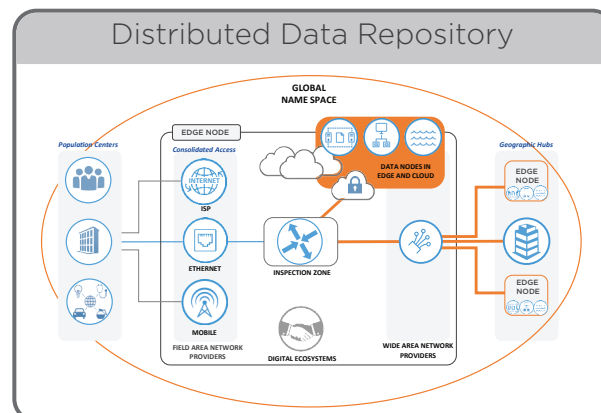 Distributed Data Repository
GLOBAL
NAME SPACE
EDGE NODE
Population Centers
Consolidated Access
Geographic Hubs
DATA NODES IN
EDGE AND CLOUD
INTERNET
ISP
EDGE
NODE
ETHERNET
INSPECTION ZONE
EDGE
NODE
MOBILE
FIELD AREA NETWORK
PROVIDERS
DIGITAL ECOSYSTEMS
WIDE AREA NETWORK
PROVIDERS